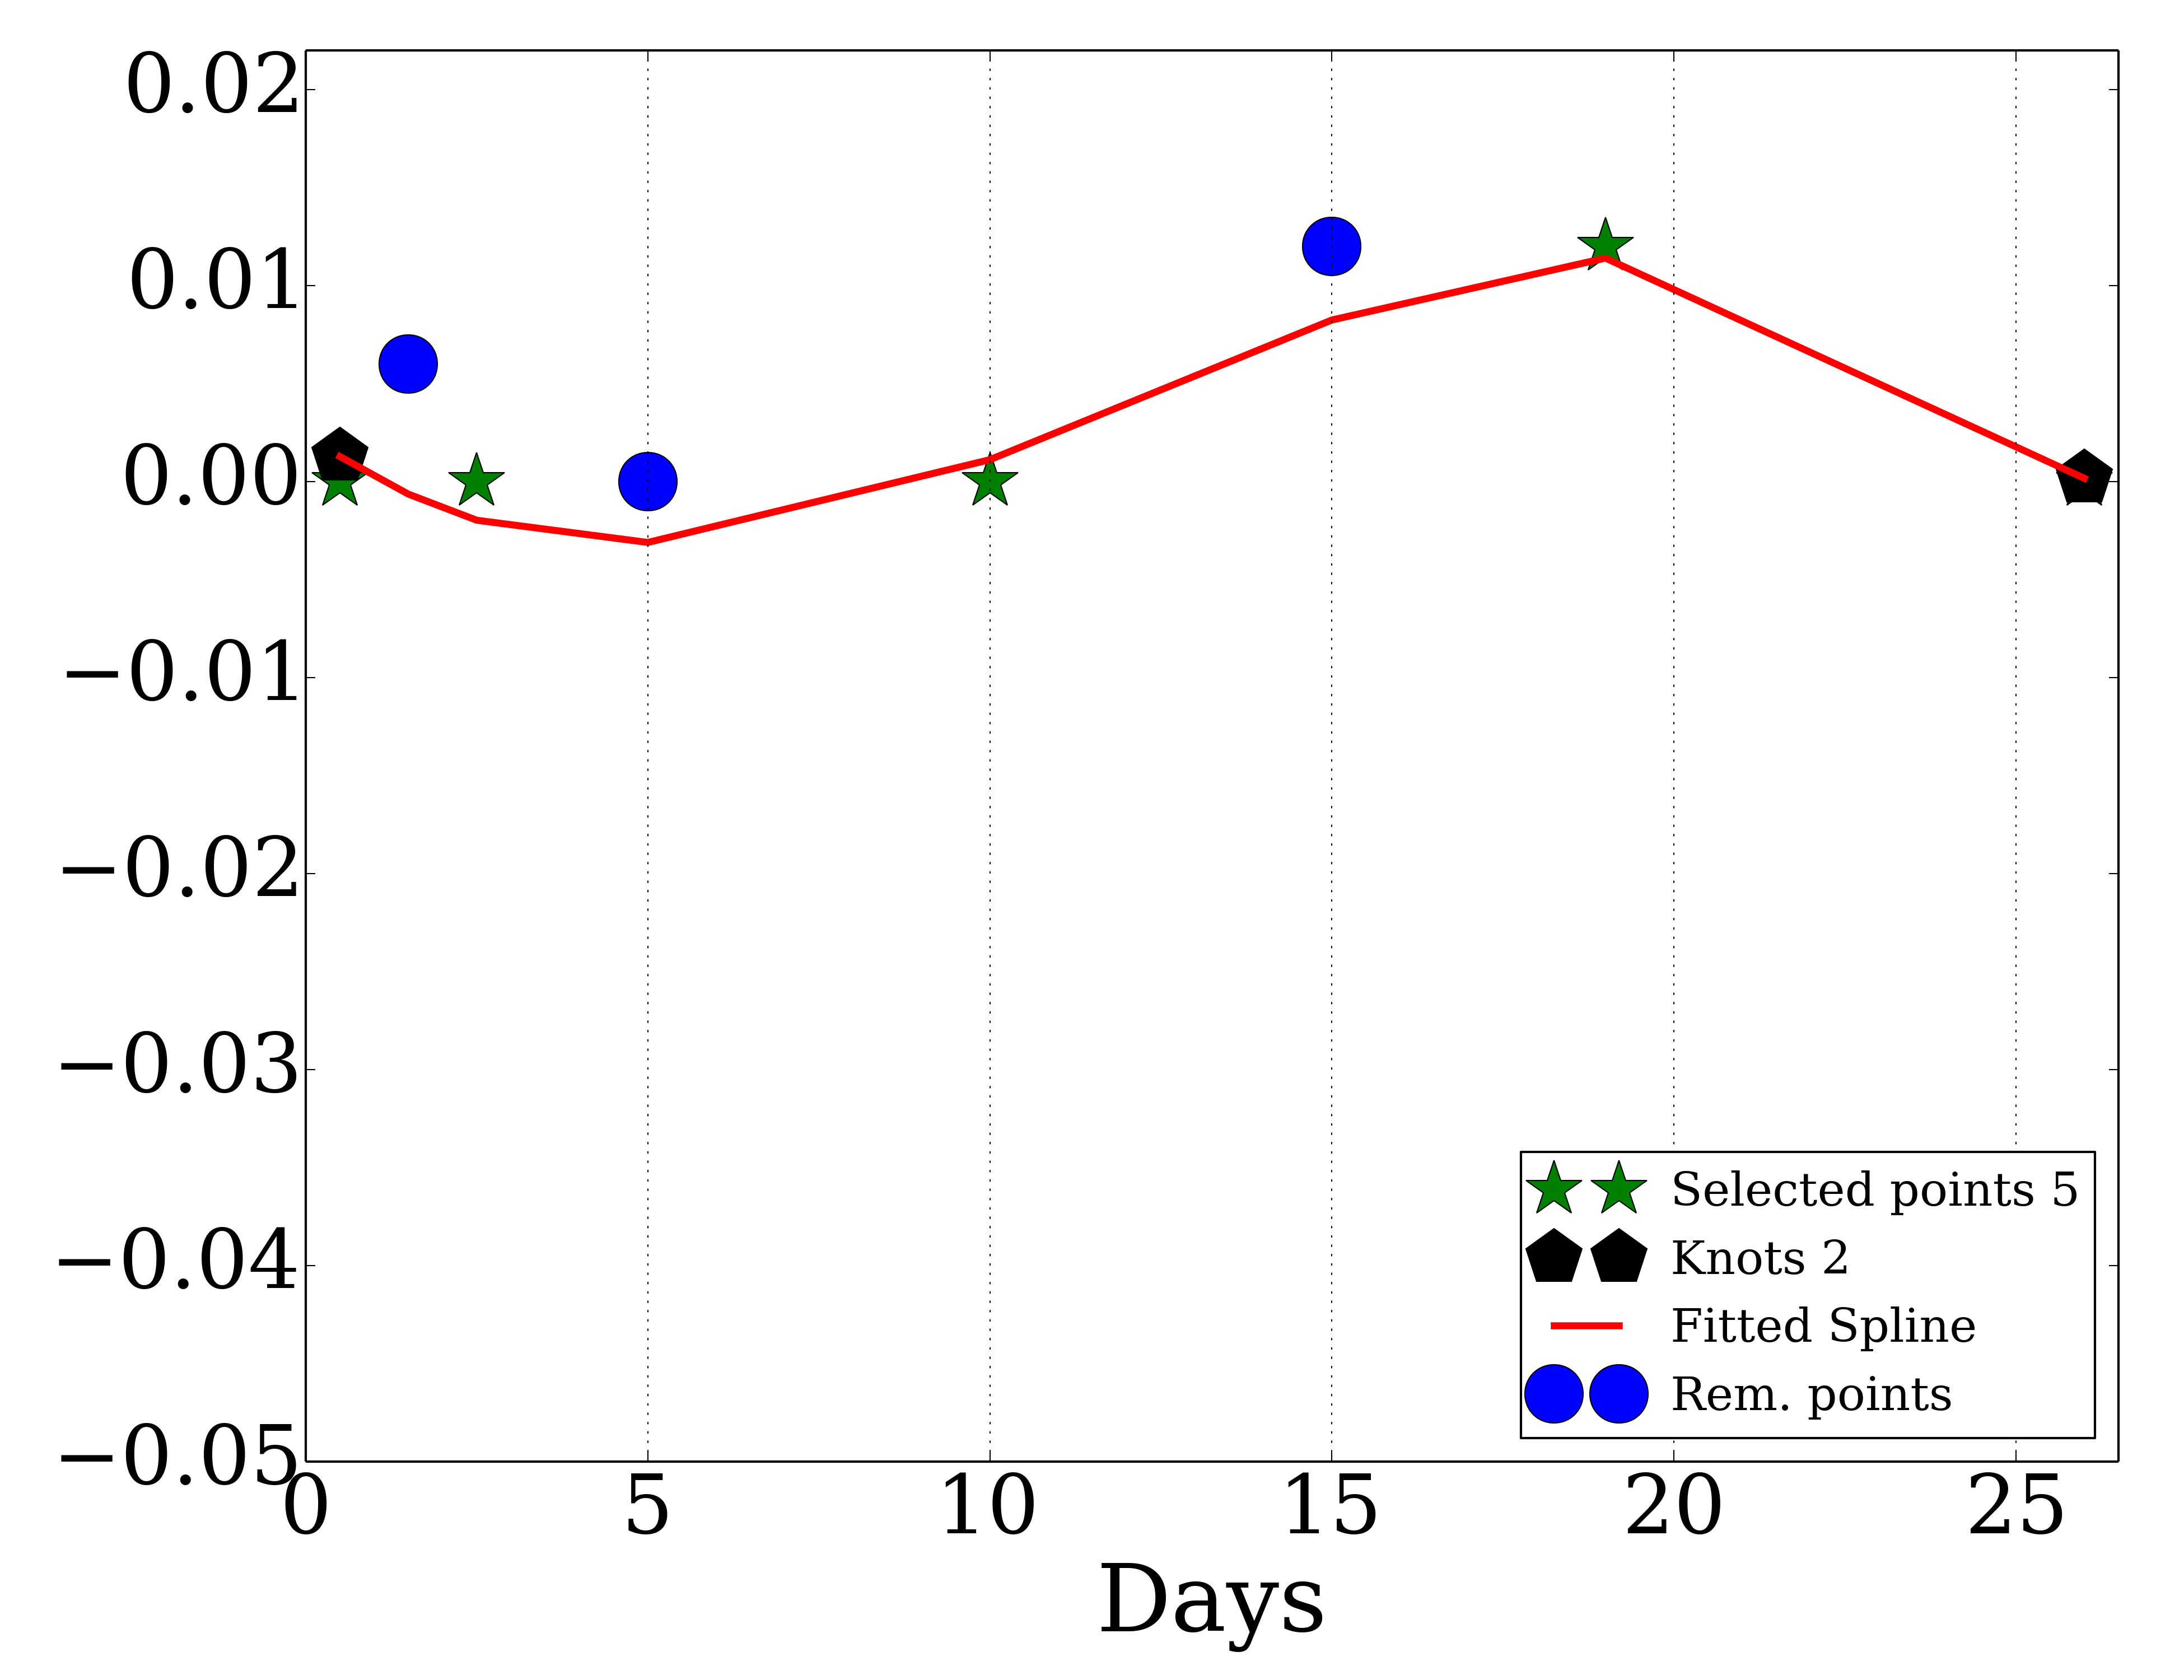 0.02
0.01
0.00
−0.01
−0.02
−0.03
−0.04
−0.05
0 5 10 15 20 25
Days
Selected points 5
Knots 2
Fitted Spline
Rem. points